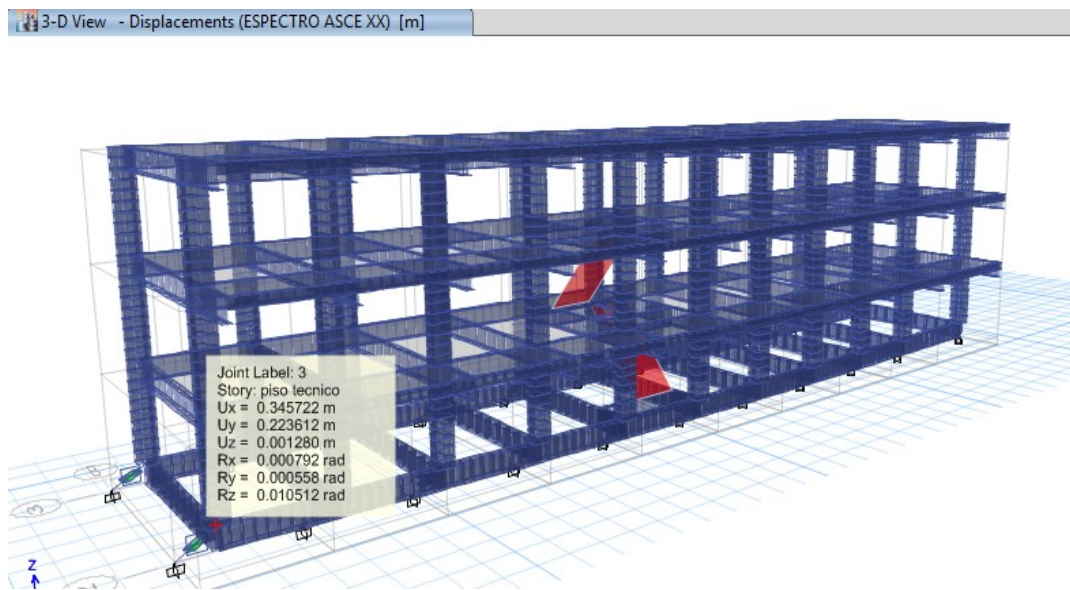 3-D View - Displacements (ESPECTRO ASCE XX) [m]
Joint Label: 3
Story: piso tecnico
Ux = 0.345722 m
Uy = 0.223612 m
Uz = 0.001280 m
Rx = 0.000792 rad
Ry = 0.000558 rad
Rz = 0.010512 rad
3
Z